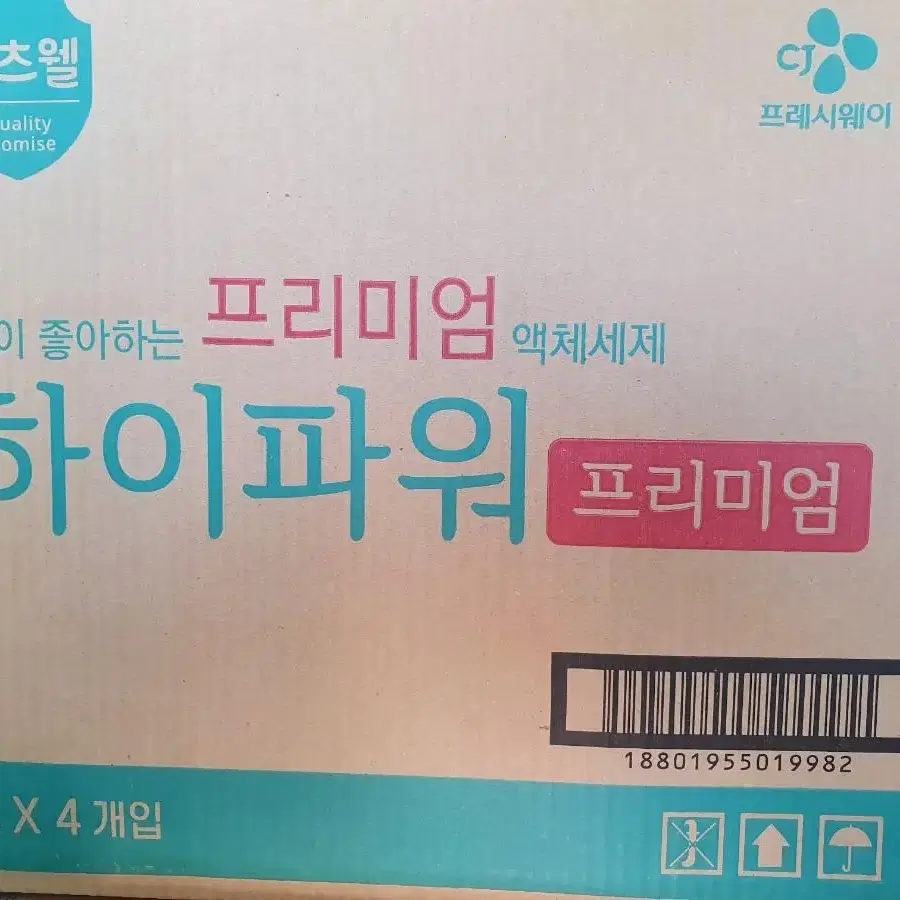 츠웰
uality
omise
CJ
프레시웨이
이 좋아하는 프리미엄 액체세제
하이파워 프리미엄
18801955019982
X 4 개입